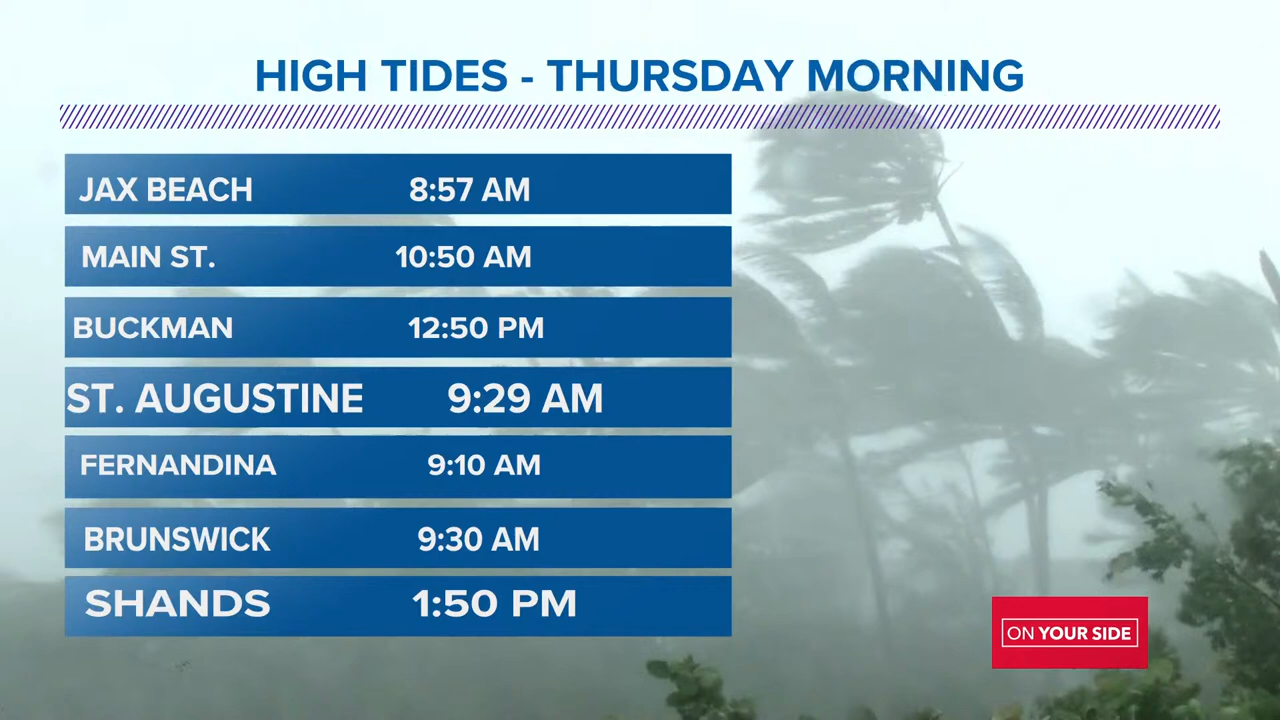 HIGH TIDES - THURSDAY MORNING
JAX BEACH 8:57 AM
MAIN ST. 10:50 AM
BUCKMAN 12:50 PM
ST. AUGUSTINE 9:29 AM
FERNANDINA 9:10 AM
BRUNSWICK 9:30 AM
SHANDS 1:50 PM
ON YOUR SIDE